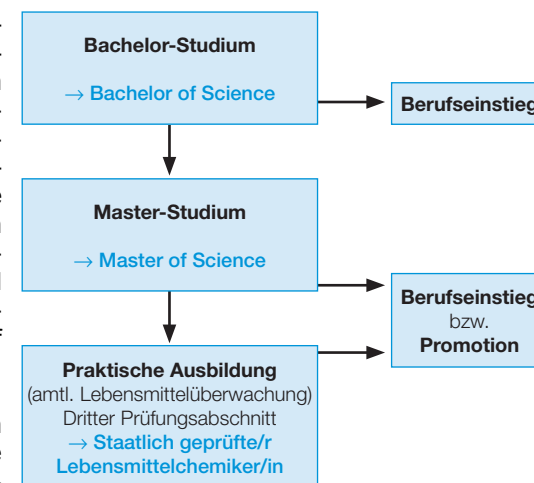 Bachelor-Studium
→ Bachelor of Science
Berufseinstieg
Master-Studium
→ Master of Science
Berufseinstieg
bzw.
Promotion
Praktische Ausbildung
(amtl. Lebensmittelüberwachung)
Dritter Prüfungsabschnitt
→ Staatlich geprüfte/r
Lebensmittelchemiker/in